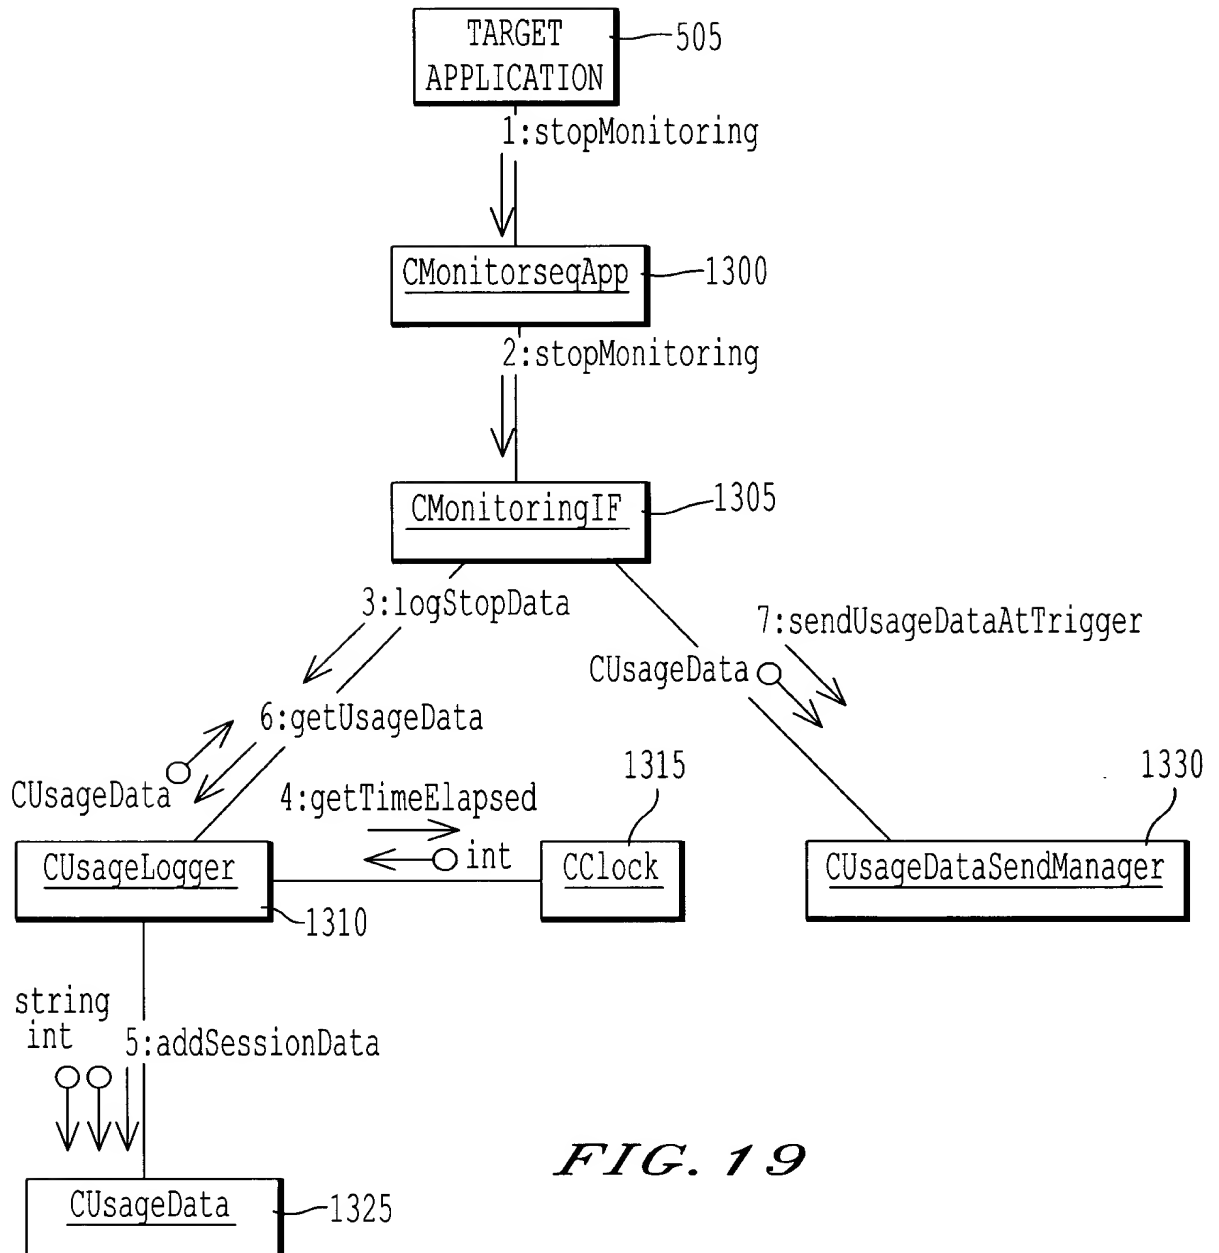 TARGET
APPLICATION
505
1:stopMonitoring
CMonitorseqApp
1300
2:stopMonitoring
CMonitoringIF
1305
3:logStopData
7:sendUsageDataAtTrigger
CUsageData
6:getUsageData
CUsageData
4:getTimeElapsed
int
1315
1330
CUsageLogger
CClock
CUsageDataSendManager
1310
string
int
5:addSessionData
FIG. 19
CUsageData
1325